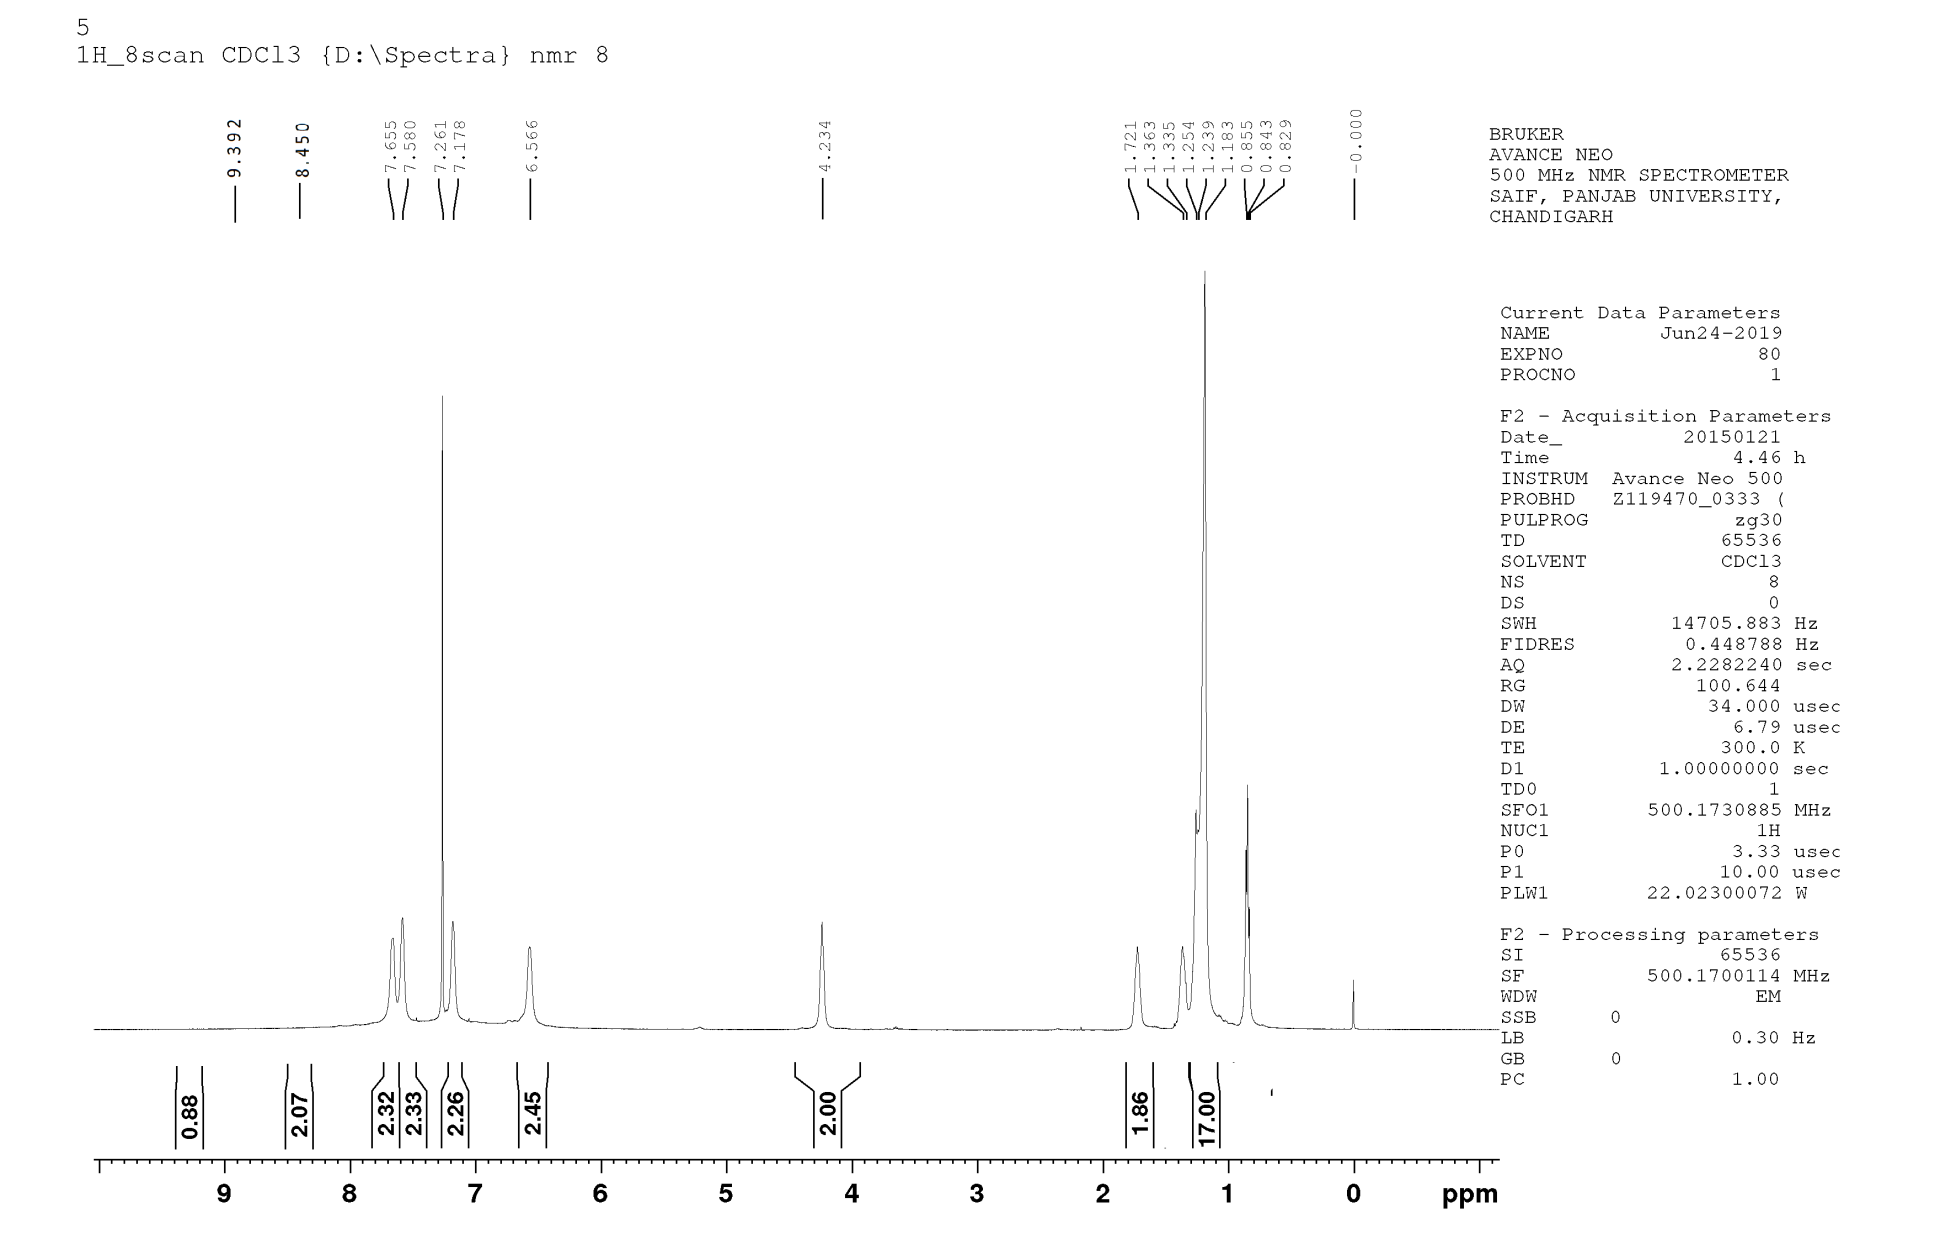 5
1H_8scan CDCl3 {D:\Spectra} nmr 8
9.392
8.450
7.655
7.580
7.261
7.178
6.566
4.234
1.721
1.363
1.335
1.254
1.239
1.183
0.855
0.843
0.829
-0.000
BRUKER
AVANCE NEO
500 MHz NMR SPECTROMETER
SAIF, PANJAB UNIVERSITY,
CHANDIGARH
Current Data Parameters
NAME Jun24-2019
EXPNO 80
PROCNO 1
F2 - Acquisition Parameters
Date_ 20150121
Time 4.46 h
INSTRUM Avance Neo 500
PROBHD Z119470_0333 (
PULPROG zg30
TD 65536
SOLVENT CDCl3
NS 8
DS 0
SWH 14705.883 Hz
FIDRES 0.448788 Hz
AQ 2.2282240 sec
RG 100.644
DW 34.000 usec
DE 6.79 usec
TE 300.0 K
D1 1.00000000 sec
TD0 1
SFO1 500.1730885 MHz
NUC1 1H
P0 3.33 usec
P1 10.00 usec
PLW1 22.02300072 W
F2 - Processing parameters
SI 65536
SF 500.1700114 MHz
WDW EM
SSB 0
LB 0.30 Hz
GB 0
PC 1.00
0.88
2.07
2.32
2.33
2.26
2.45
2.00
1.86
17.00
9 8 7 6 5 4 3 2 1 0 ppm